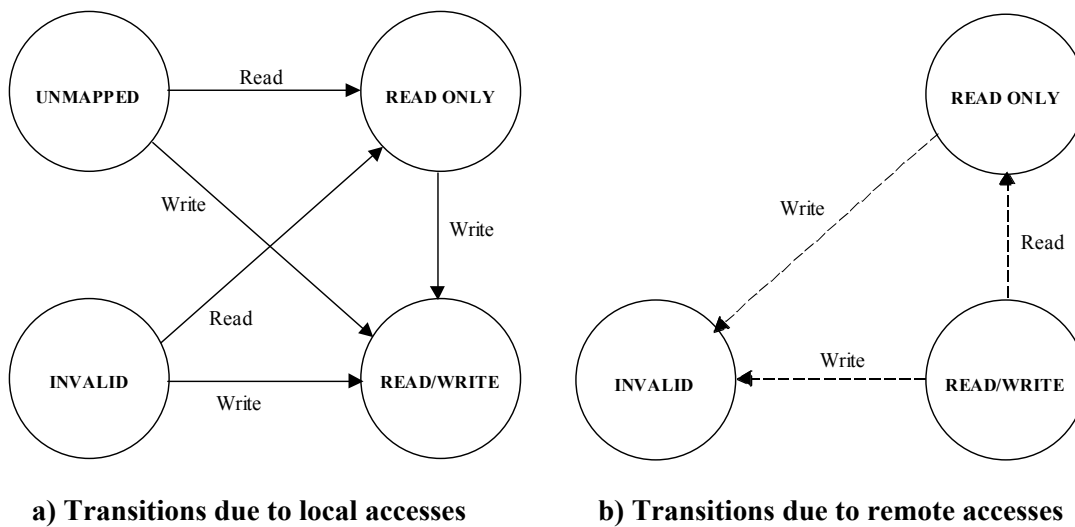 UNMAPPED
Read
READ ONLY
Write
Write
Read
INVALID
Write
READ/WRITE
a) Transitions due to local accesses
READ ONLY
Write
Read
INVALID
Write
READ/WRITE
b) Transitions due to remote accesses